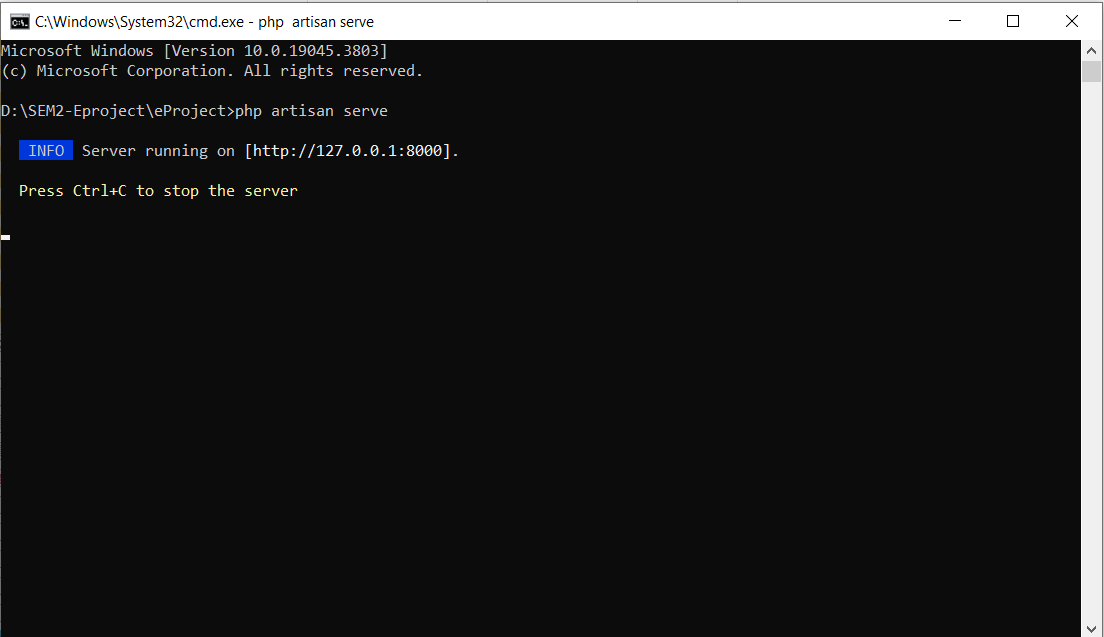 C:\Windows\System32\cmd.exe - php  artisan serve
Microsoft Windows [Version 10.0.19045.3803]
(c) Microsoft Corporation. All rights reserved.
D:\SEM2-Eproject\eProject>php artisan serve
INFO  Server running on [http://127.0.0.1:8000].
Press Ctrl+C to stop the server